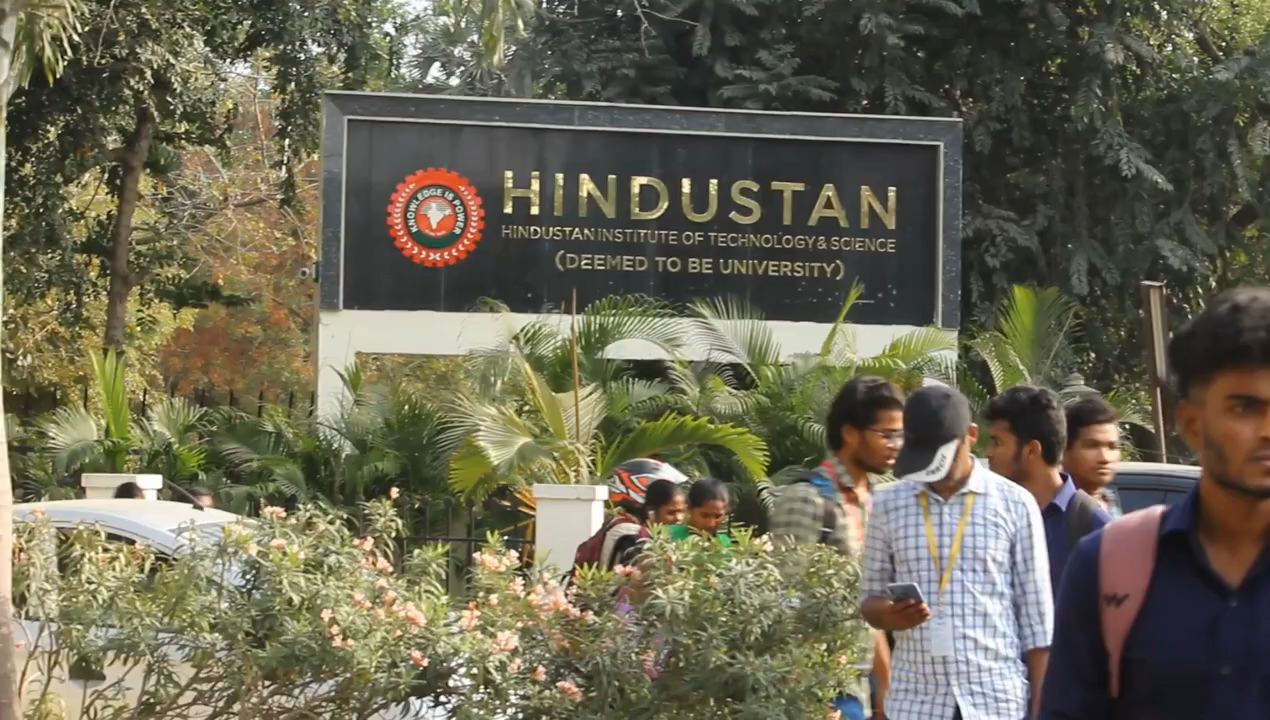 KNOWLEDGE IS POWER
HINDUSTAN
HINDUSTAN INSTITUTE OF TECHNOLOGY & SCIENCE
(DEEMED TO BE UNIVERSITY)